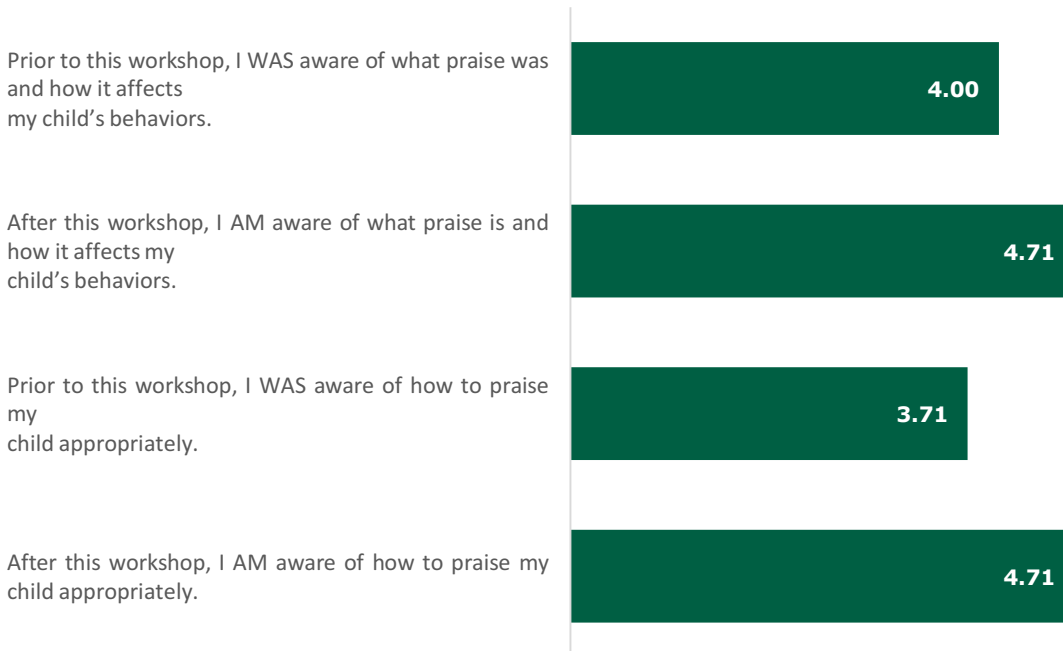 Prior to this workshop, I WAS aware of what praise was
and how it affects
my child’s behaviors.
4.00
After this workshop, I AM aware of what praise is and
how it affects my
child’s behaviors.
4.71
Prior to this workshop, I WAS aware of how to praise
my
child appropriately.
3.71
After this workshop, I AM aware of how to praise my
child appropriately.
4.71